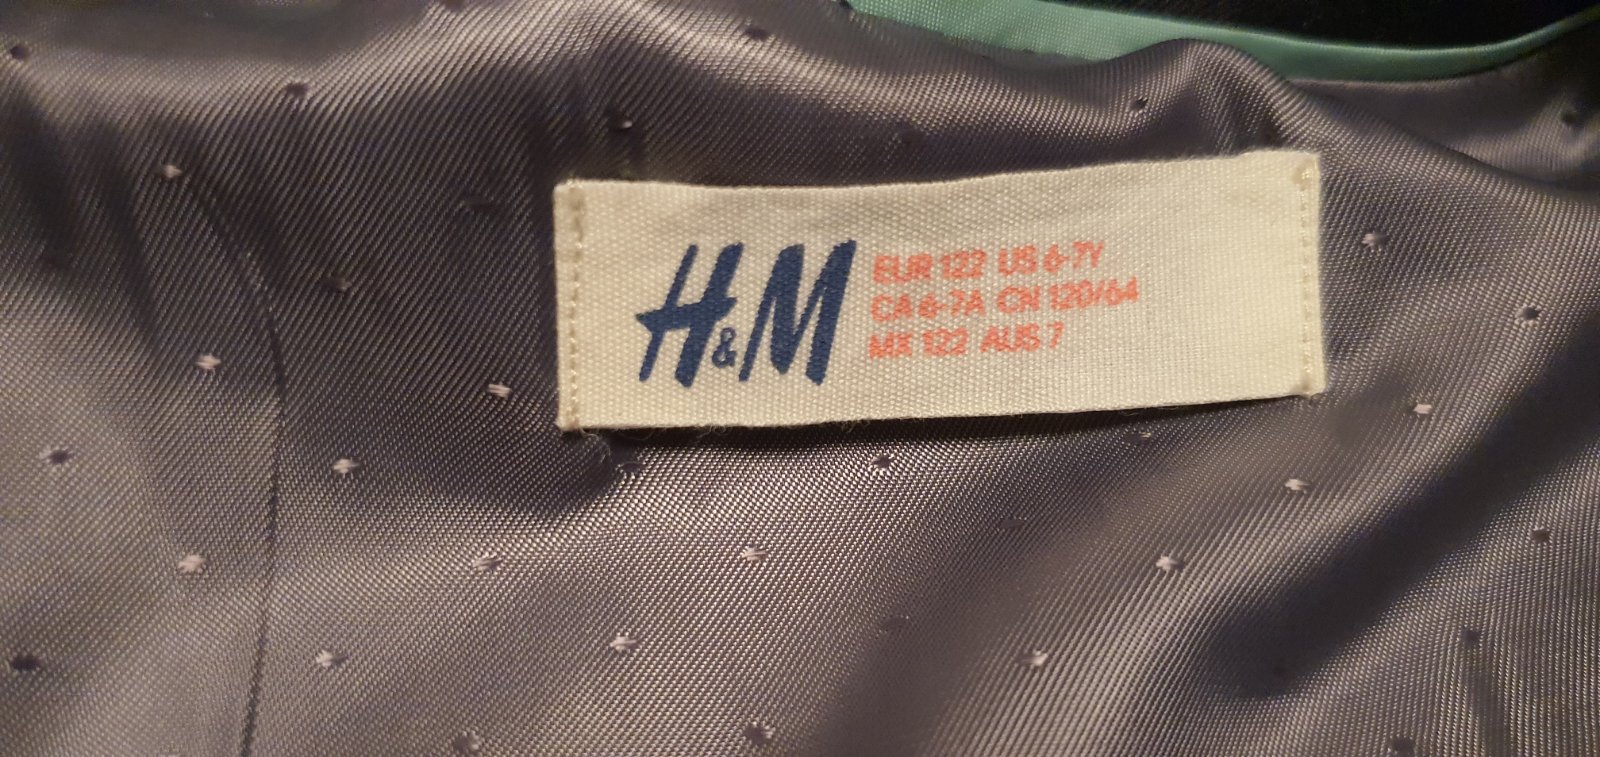 H&M
EUR 122 US 6-7Y
CA 6-7A CN 120/64
MX 122 AUS 7